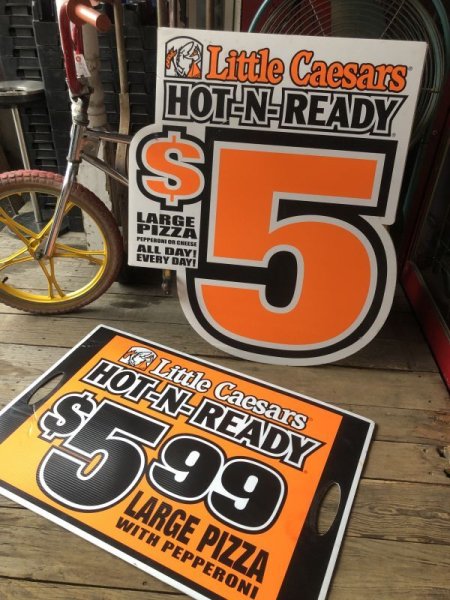 Little Caesars
HOT-N-READY
$5
LARGE
PIZZA
PEPPERONI OR CHEESE
ALL DAY!
EVERY DAY!
Little Caesars
HOT-N-READY
$5 99
LARGE PIZZA
WITH PEPPERONI